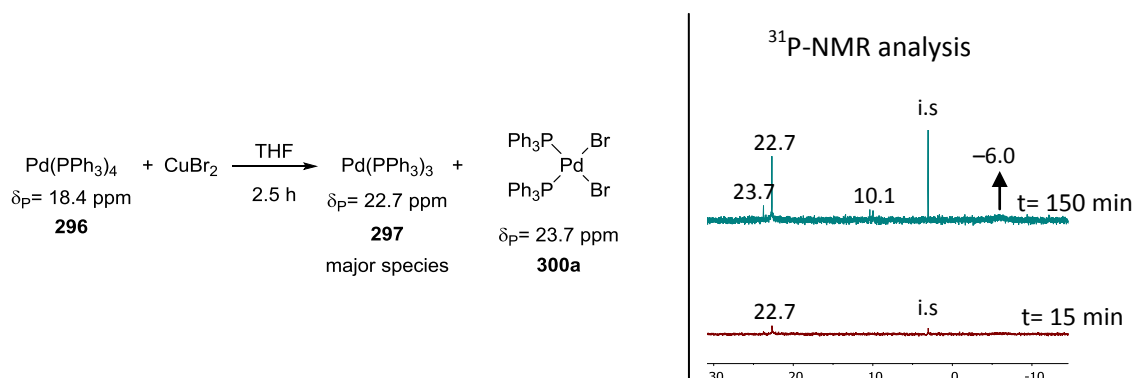 Pd(PPh₃)₄ + CuBr₂ THF 2.5 h Pd(PPh₃)₃ + Ph₃P Ph₃P Pd Br Br
δP= 18.4 ppm δP= 22.7 ppm δP= 23.7 ppm
296 297 300a
major species
³¹P-NMR analysis
i.s
22.7
−6.0
23.7
10.1
t= 150 min
22.7
i.s
t= 15 min
30 20 10 0 -10